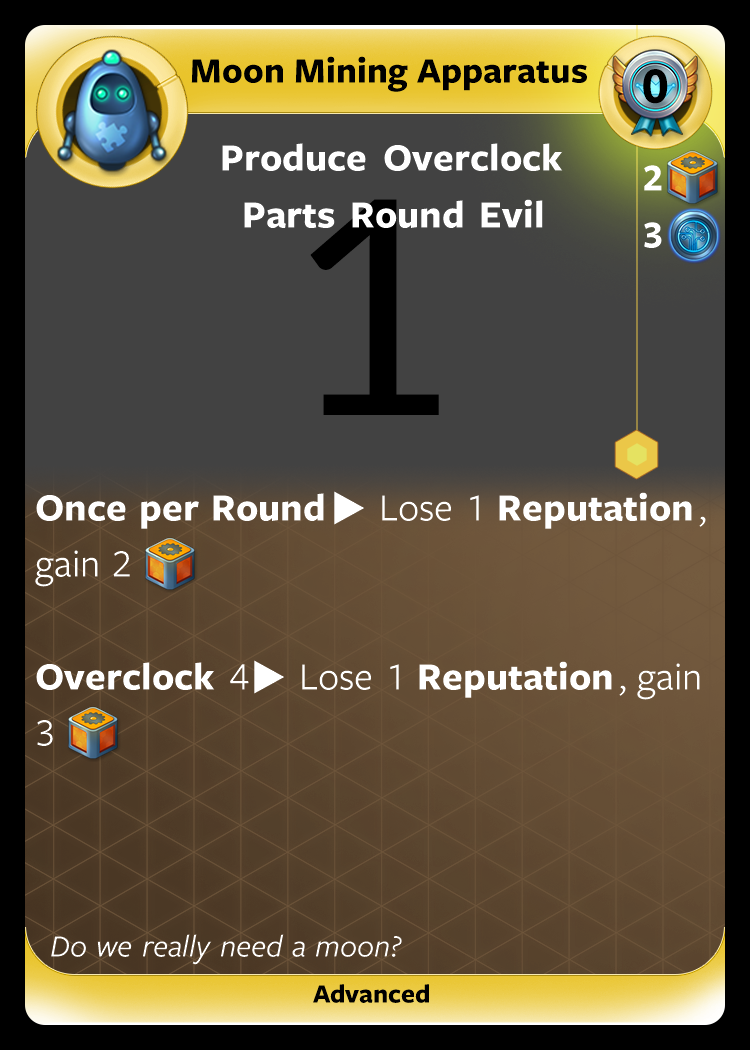 Moon Mining Apparatus
0
Produce Overclock
Parts Round Evil
2
3
1
Once per Round▶ Lose 1 Reputation,
gain 2
Overclock 4▶ Lose 1 Reputation, gain
3
Do we really need a moon?
Advanced